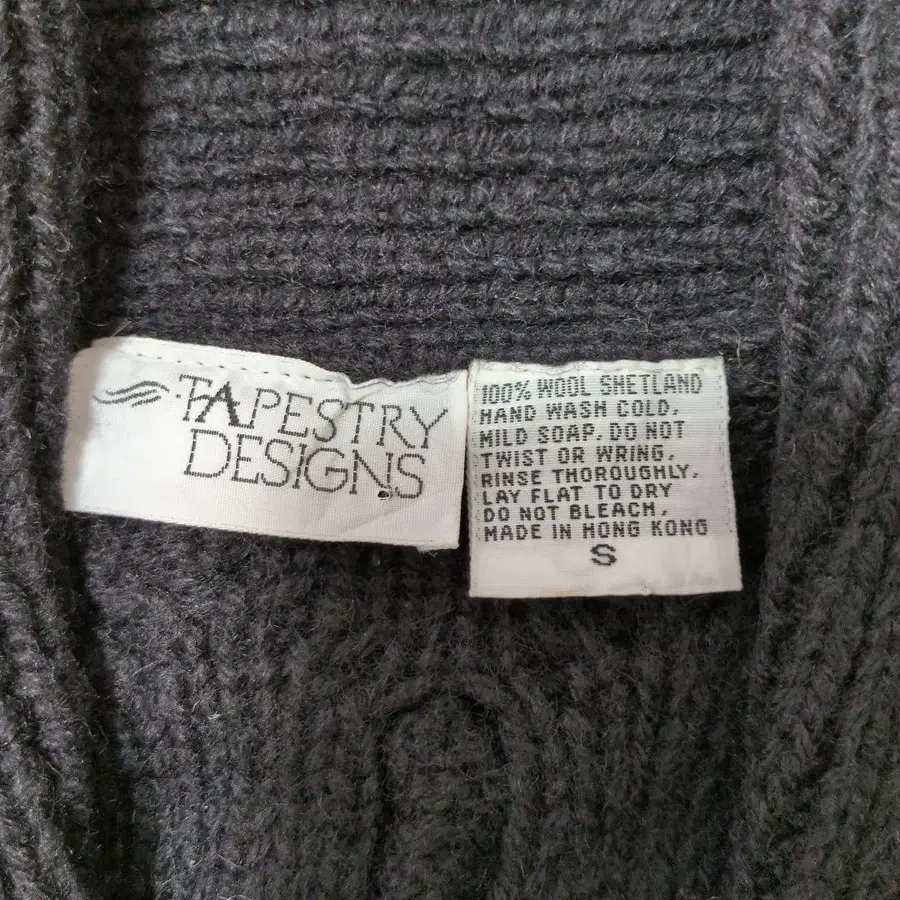 TAPESTRY
DESIGNS
100% WOOL SHETLAND
HAND WASH COLD,
MILD SOAP. DO NOT
TWIST OR WRING,
RINSE THOROUGHLY,
LAY FLAT TO DRY
DO NOT BLEACH,
MADE IN HONG KONG
S